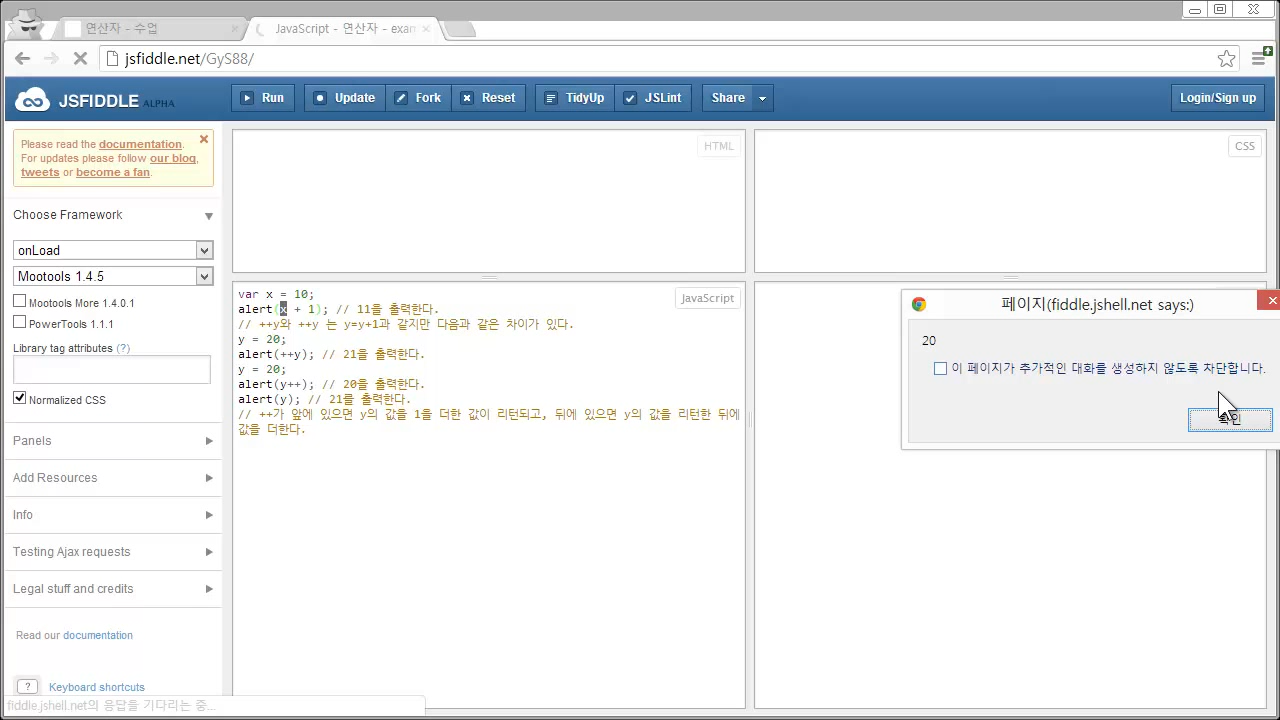 연산자 - 수업
JavaScript - 연산자 - exam
jsfiddle.net/GyS88/
JSFIDDLE ALPHA
Run
Update
Fork
Reset
TidyUp
JSLint
Share
Login/Sign up
Please read the documentation.
For updates please follow our blog,
tweets or become a fan.
Choose Framework
onLoad
Mootools 1.4.5
Mootools More 1.4.0.1
PowerTools 1.1.1
Library tag attributes (?)
Normalized CSS
Panels
Add Resources
Info
Testing Ajax requests
Legal stuff and credits
Read our documentation
? Keyboard shortcuts
fiddle.jshell.net의 응답을 기다리는 중...
HTML
CSS
JavaScript
var x = 10;
alert(x + 1); // 11을 출력한다.
// ++y와 ++y 는 y=y+1과 같지만 다음과 같은 차이가 있다.
y = 20;
alert(++y); // 21을 출력한다.
y = 20;
alert(y++); // 20을 출력한다.
alert(y); // 21를 출력한다.
// ++가 앞에 있으면 y의 값을 1을 더한 값이 리턴되고, 뒤에 있으면 y의 값을 리턴한 뒤에
값을 더한다.
페이지(fiddle.jshell.net says:)
20
이 페이지가 추가적인 대화를 생성하지 않도록 차단합니다.
확인